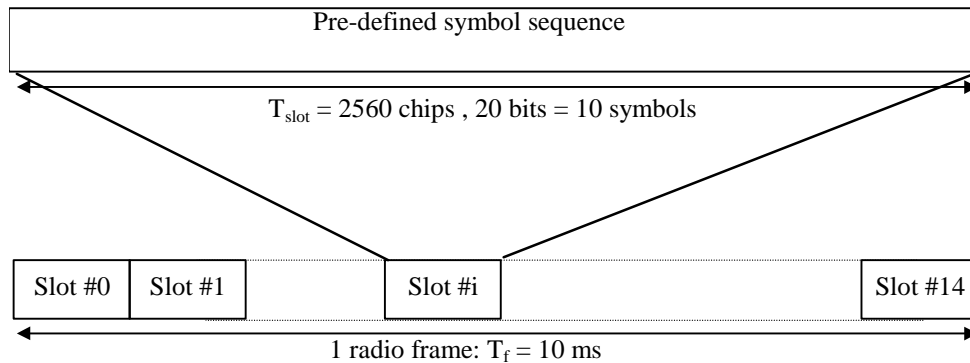 Pre-defined symbol sequence
T_slot = 2560 chips , 20 bits = 10 symbols
Slot #0 Slot #1 Slot #i Slot #14
1 radio frame: T_f = 10 ms